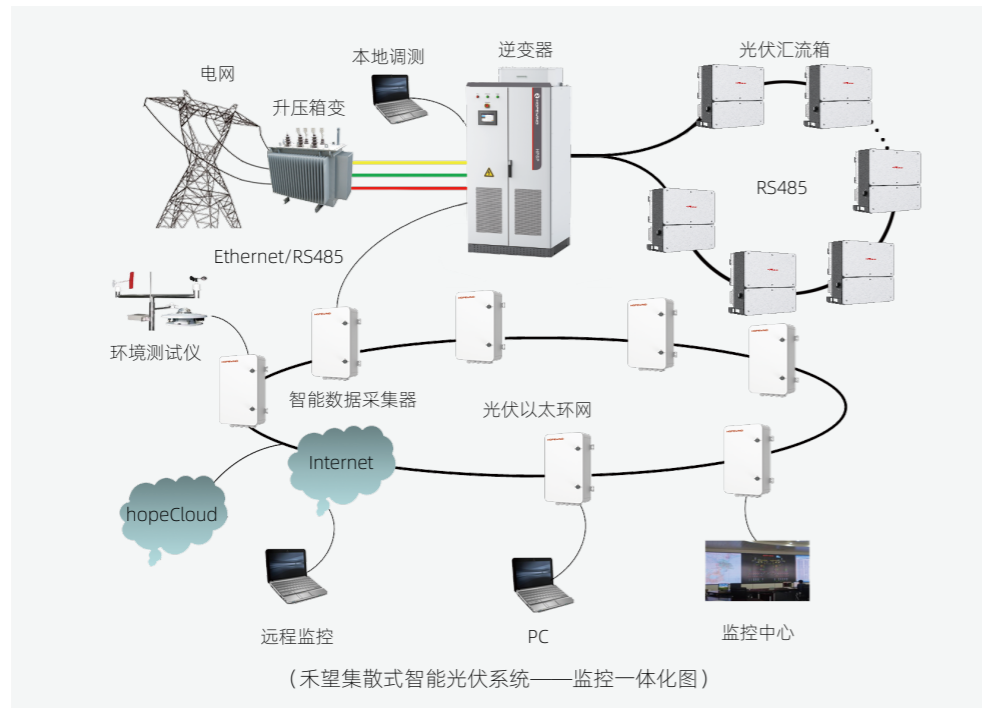 本地调测
逆变器
光伏汇流箱
电网
升压箱变
RS485
Ethernet/RS485
环境测试仪
智能数据采集器
光伏以太环网
Internet
hopeCloud
远程监控
PC
监控中心
(禾望集散式智能光伏系统——监控一体化图)